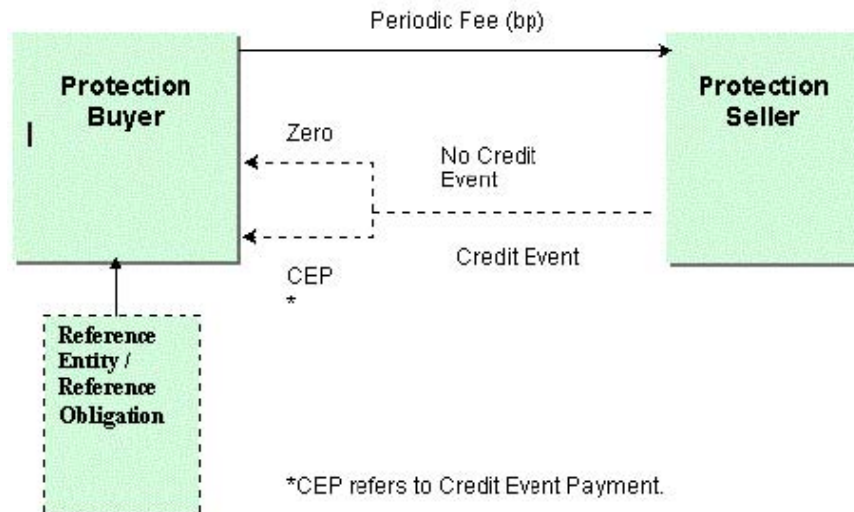 Periodic Fee (bp)
Protection
Buyer
Protection
Seller
Zero
No Credit
Event
Credit Event
CEP
*
Reference
Entity /
Reference
Obligation
*CEP refers to Credit Event Payment.